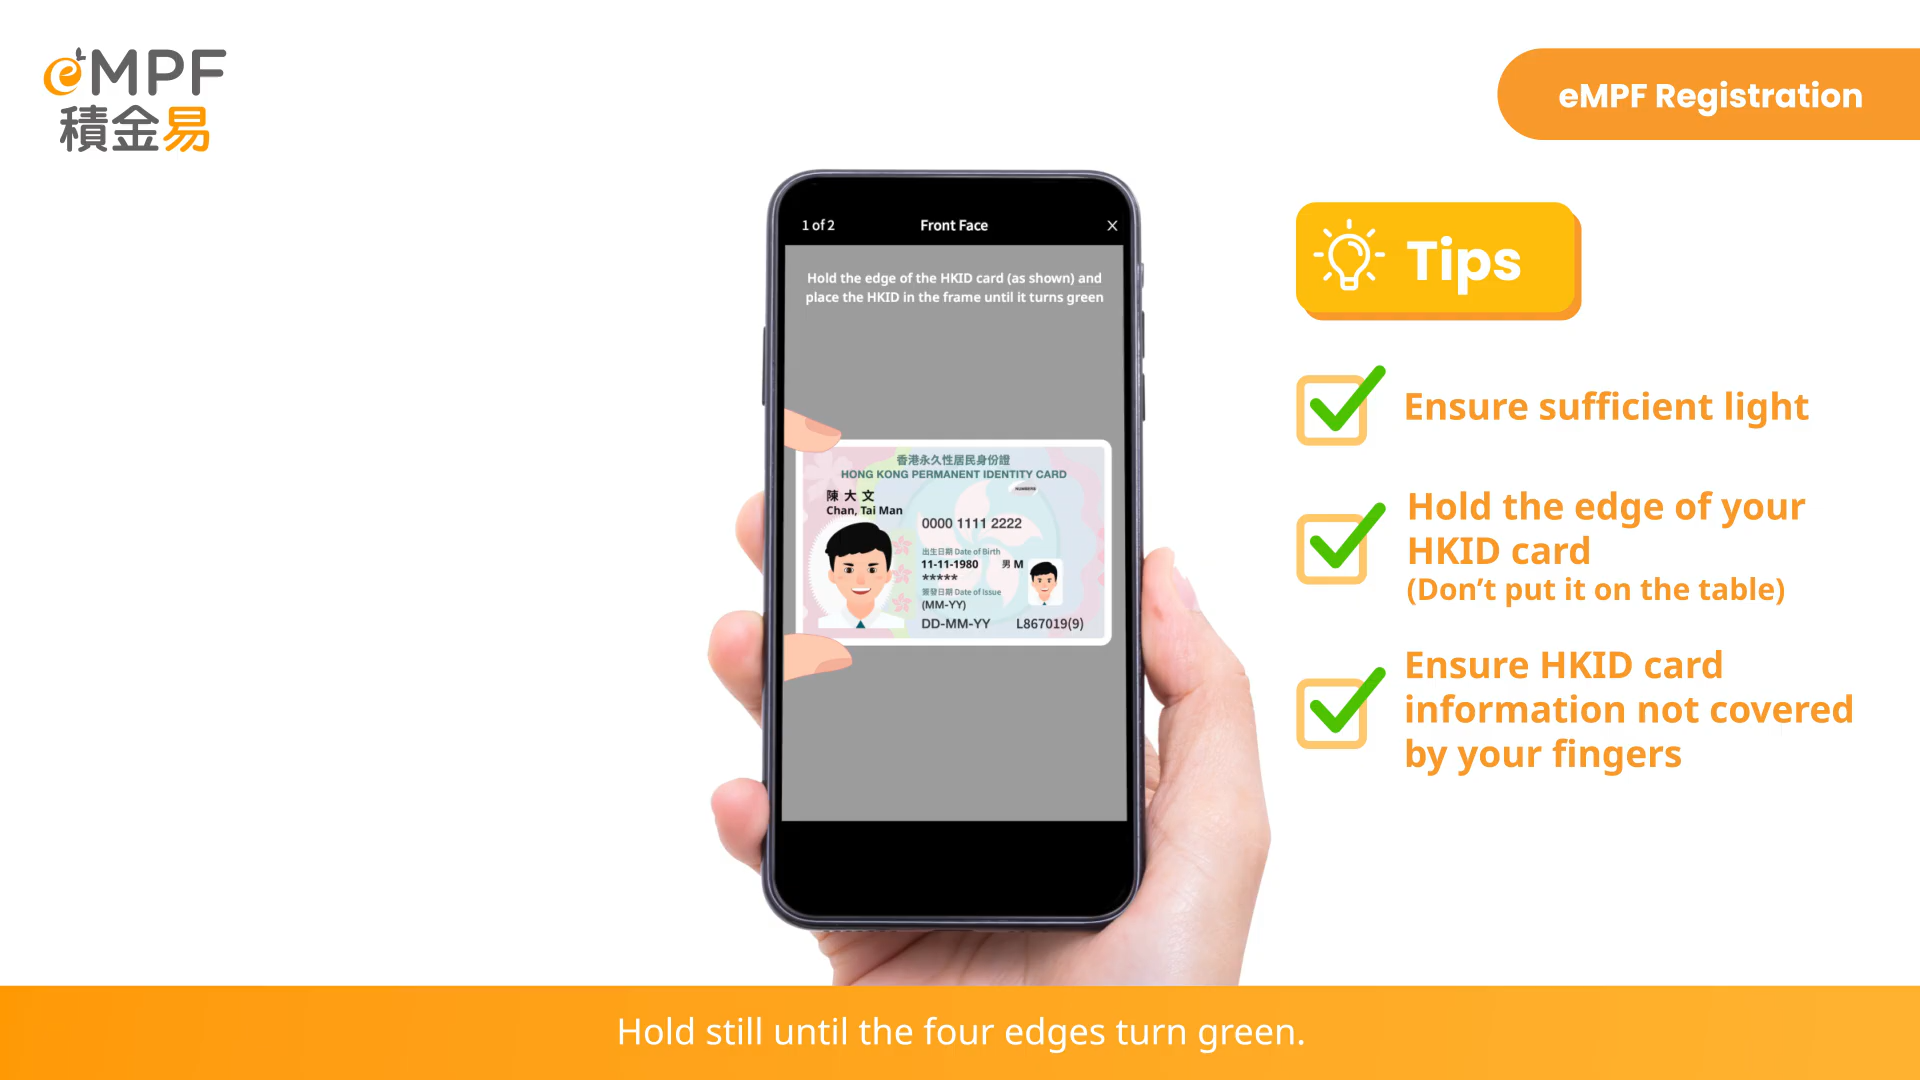 eMPF
積金易
eMPF Registration
1 of 2
Front Face
X
Hold the edge of the HKID card (as shown) and
place the HKID in the frame until it turns green
香港永久性居民身份證
HONG KONG PERMANENT IDENTITY CARD
陳大文
Chan, Tai Man
0000 1111 2222
出生日期 Date of Birth
11-11-1980 男 M
*****
簽發日期 Date of Issue
(MM-YY)
DD-MM-YY L867019(9)
Tips
Ensure sufficient light
Hold the edge of your
HKID card
(Don't put it on the table)
Ensure HKID card
information not covered
by your fingers
Hold still until the four edges turn green.